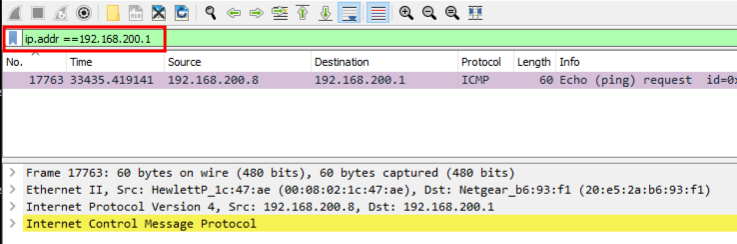 ip.addr ==192.168.200.1
No. Time Source Destination Protocol Length Info
17763 33435.419141 192.168.200.8 192.168.200.1 ICMP 60 Echo (ping) request id=0x
Frame 17763: 60 bytes on wire (480 bits), 60 bytes captured (480 bits)
Ethernet II, Src: HewlettP_1c:47:ae (00:08:02:1c:47:ae), Dst: Netgear_b6:93:f1 (20:e5:2a:b6:93:f1)
Internet Protocol Version 4, Src: 192.168.200.8, Dst: 192.168.200.1
Internet Control Message Protocol